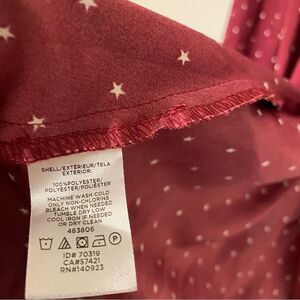 SHELL/EXTÉRIEUR/TELA
EXTERIOR:
100%POLYESTER/
POLYESTER/POLIÉSTER
MACHINE WASH COLD
ONLY NON-CHLORINE
BLEACH WHEN NEEDED
TUMBLE DRY LOW
COOL IRON IF NEEDED
OR DRY CLEAN
483806
ID# 70319
CA#57421
RN#140923